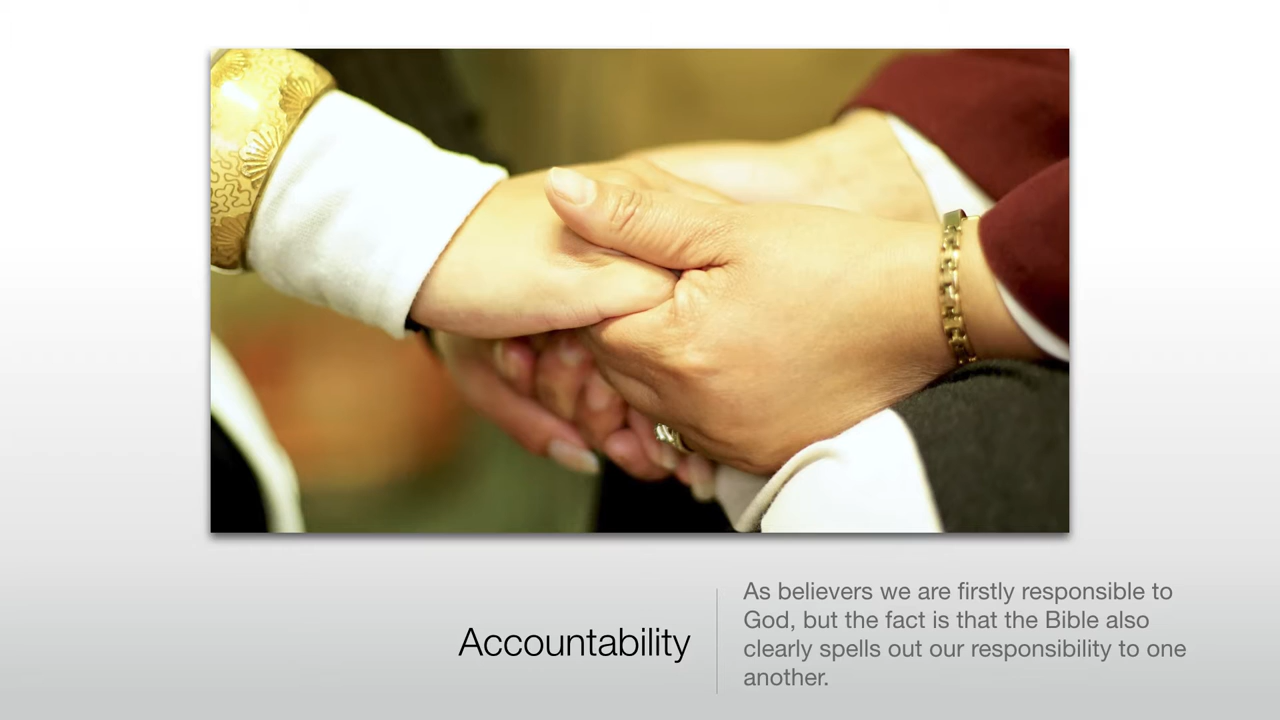 Accountability
As believers we are firstly responsible to
God, but the fact is that the Bible also
clearly spells out our responsibility to one
another.